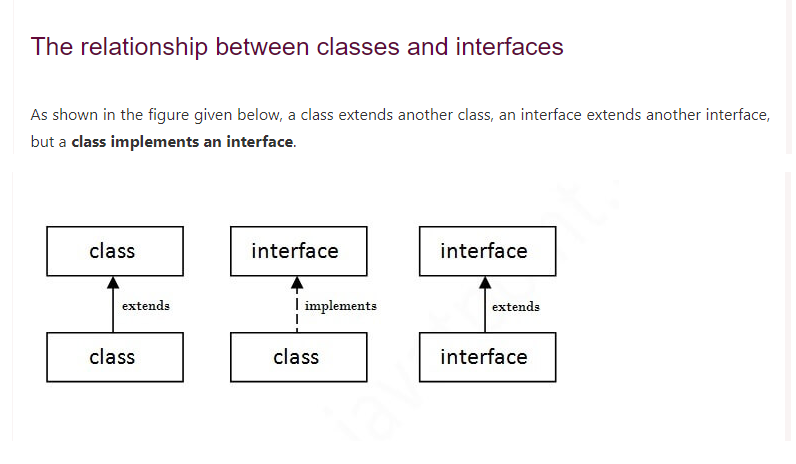 The relationship between classes and interfaces
As shown in the figure given below, a class extends another class, an interface extends another interface,
but a class implements an interface.
class interface interface
extends implements extends
class class interface